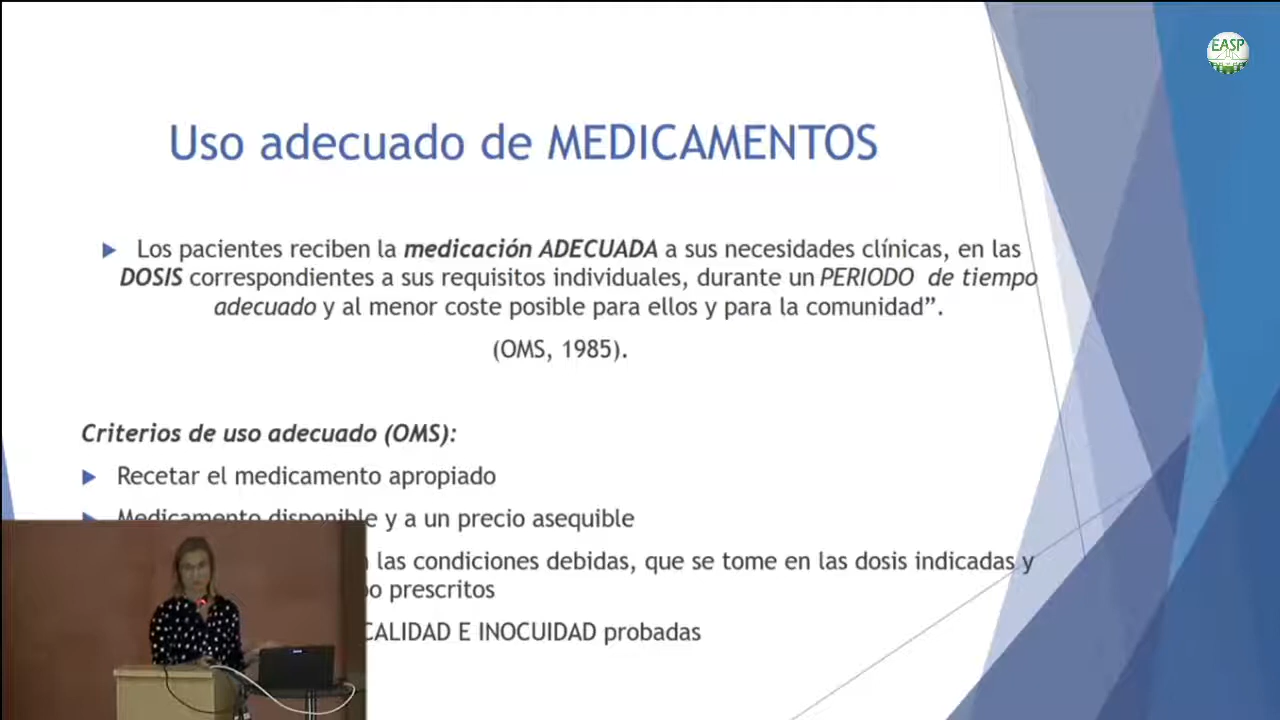 EASP
Uso adecuado de MEDICAMENTOS
Los pacientes reciben la medicación ADECUADA a sus necesidades clínicas, en las
DOSIS correspondientes a sus requisitos individuales, durante un PERIODO de tiempo
adecuado y al menor coste posible para ellos y para la comunidad”.
(OMS, 1985).
Criterios de uso adecuado (OMS):
Recetar el medicamento apropiado
Medicamento disponible y a un precio asequible
las condiciones debidas, que se tome en las dosis indicadas y
prescritos
CALIDAD E INOCUIDAD probadas